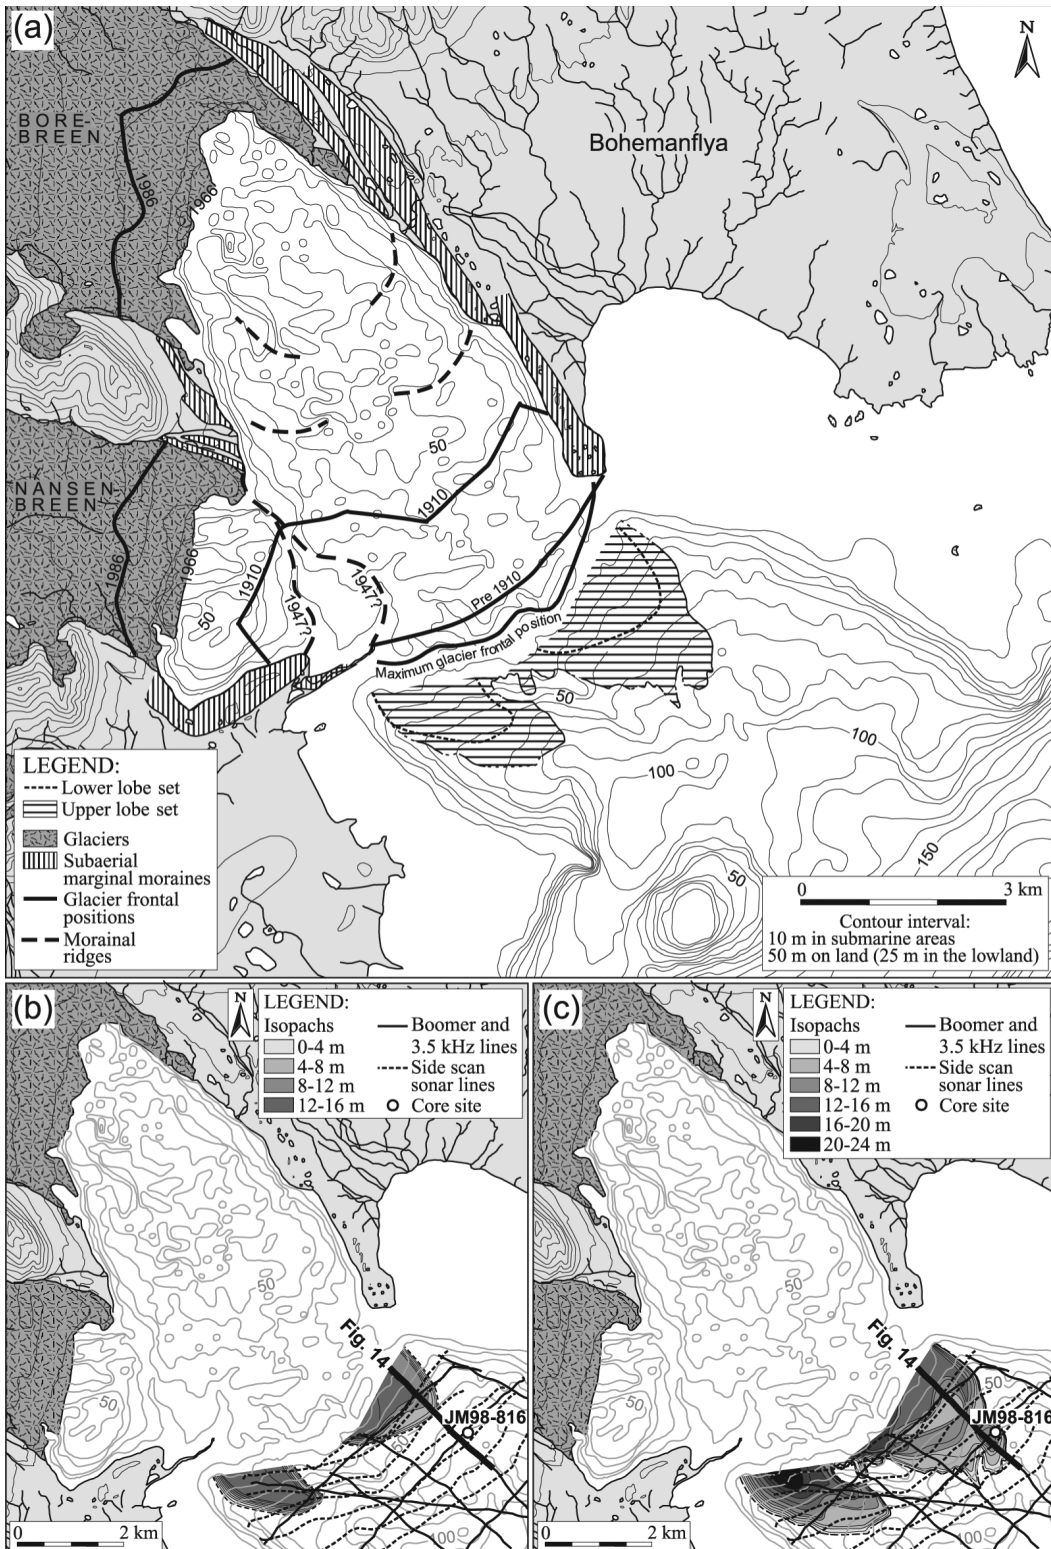 (a)
N
BORE-
BREEN
Bohemanflya
1986
1966
50
1910
NANSEN-
BREEN
1986
1966
1910
50
1947?
1947?
Pre 1910
Maximum glacier frontal position
50
100
100
150
50
LEGEND:
Lower lobe set
Upper lobe set
Glaciers
Subaerial
marginal moraines
Glacier frontal
positions
Morainal
ridges
0 3 km
Contour interval:
10 m in submarine areas
50 m on land (25 m in the lowland)
(b)
N
LEGEND:
Isopachs
0-4 m
4-8 m
8-12 m
12-16 m
Boomer and
3.5 kHz lines
Side scan
sonar lines
Core site
50
Fig. 14
JM98-816
50
50
100
0 2 km
(c)
N
LEGEND:
Isopachs
0-4 m
4-8 m
8-12 m
12-16 m
16-20 m
20-24 m
Boomer and
3.5 kHz lines
Side scan
sonar lines
Core site
50
Fig. 14
50
JM98-816
50
100
0 2 km